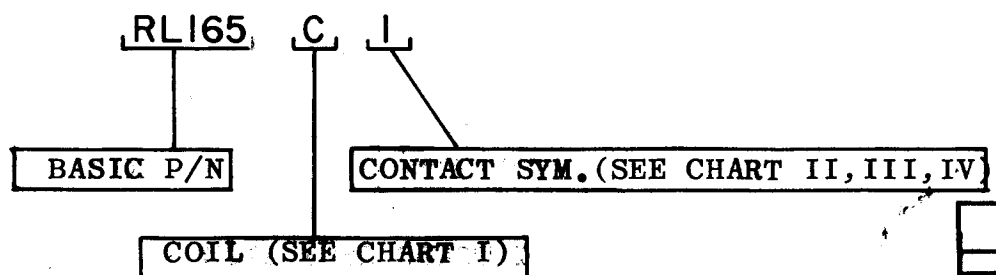 RL165 C 1
BASIC P/N CONTACT SYM. (SEE CHART II, III, IV)
COIL (SEE CHART I)